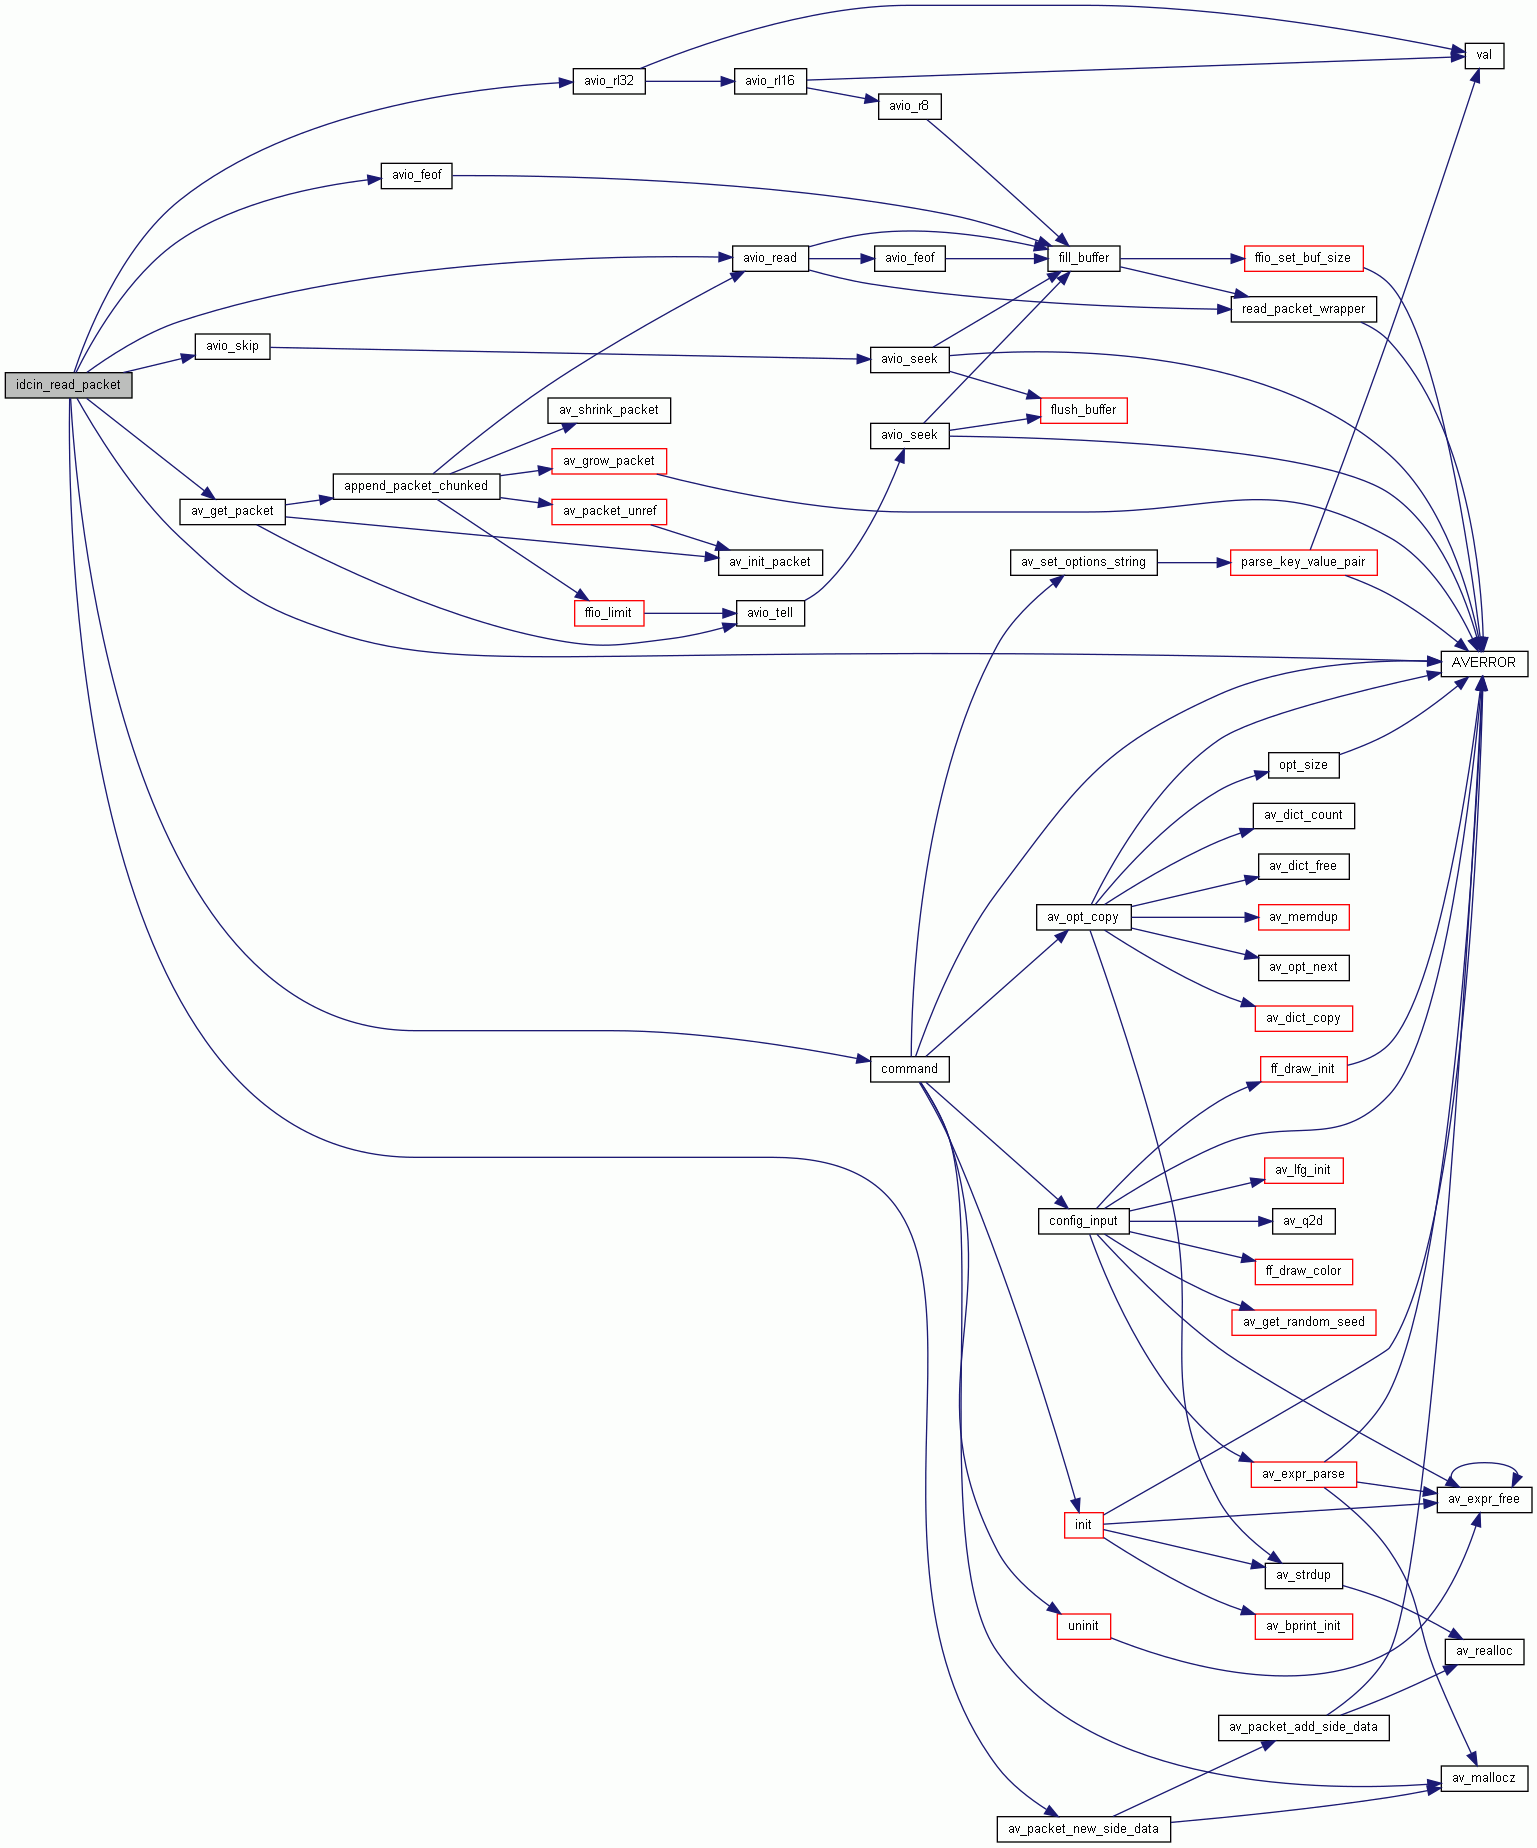 val
avio_rl32
avio_rl16
avio_r8
avio_feof
avio_read
avio_feof
fill_buffer
ffio_set_buf_size
read_packet_wrapper
avio_skip
avio_seek
idcin_read_packet
av_shrink_packet
flush_buffer
avio_seek
av_grow_packet
append_packet_chunked
av_get_packet
av_packet_unref
av_init_packet
av_set_options_string
parse_key_value_pair
ffio_limit
avio_tell
AVERROR
opt_size
av_dict_count
av_dict_free
av_opt_copy
av_memdup
av_opt_next
av_dict_copy
command
ff_draw_init
av_lfg_init
config_input
av_q2d
ff_draw_color
av_get_random_seed
av_expr_parse
av_expr_free
init
av_strdup
uninit
av_bprint_init
av_realloc
av_packet_add_side_data
av_mallocz
av_packet_new_side_data